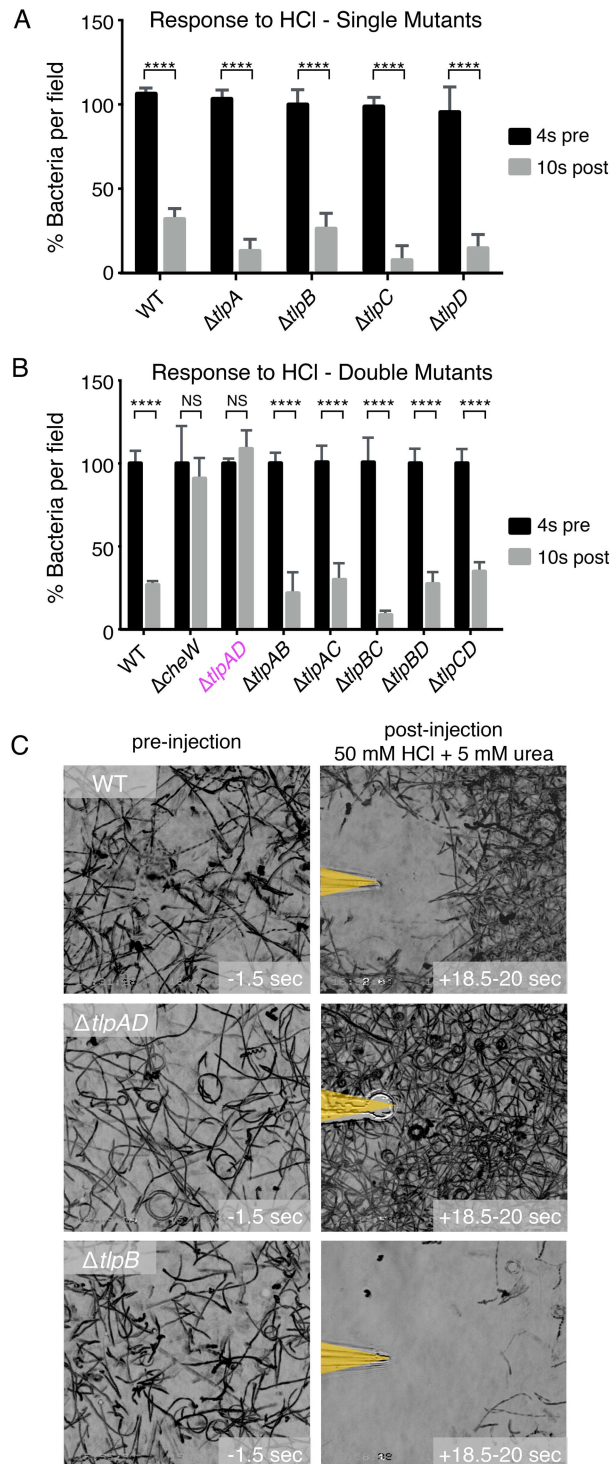 A
Response to HCl - Single Mutants
150
100
50
0
% Bacteria per field
****
****
****
****
****
4s pre
10s post
WT
ΔtlpA
ΔtlpB
ΔtlpC
ΔtlpD
B
Response to HCl - Double Mutants
150
100
50
0
% Bacteria per field
****
NS
NS
****
****
****
****
****
4s pre
10s post
WT
ΔcheW
ΔtlpAD
ΔtlpAB
ΔtlpAC
ΔtlpBC
ΔtlpBD
ΔtlpCD
C
pre-injection
post-injection
50 mM HCl + 5 mM urea
WT
-1.5 sec
+18.5-20 sec
ΔtlpAD
-1.5 sec
+18.5-20 sec
ΔtlpB
-1.5 sec
+18.5-20 sec